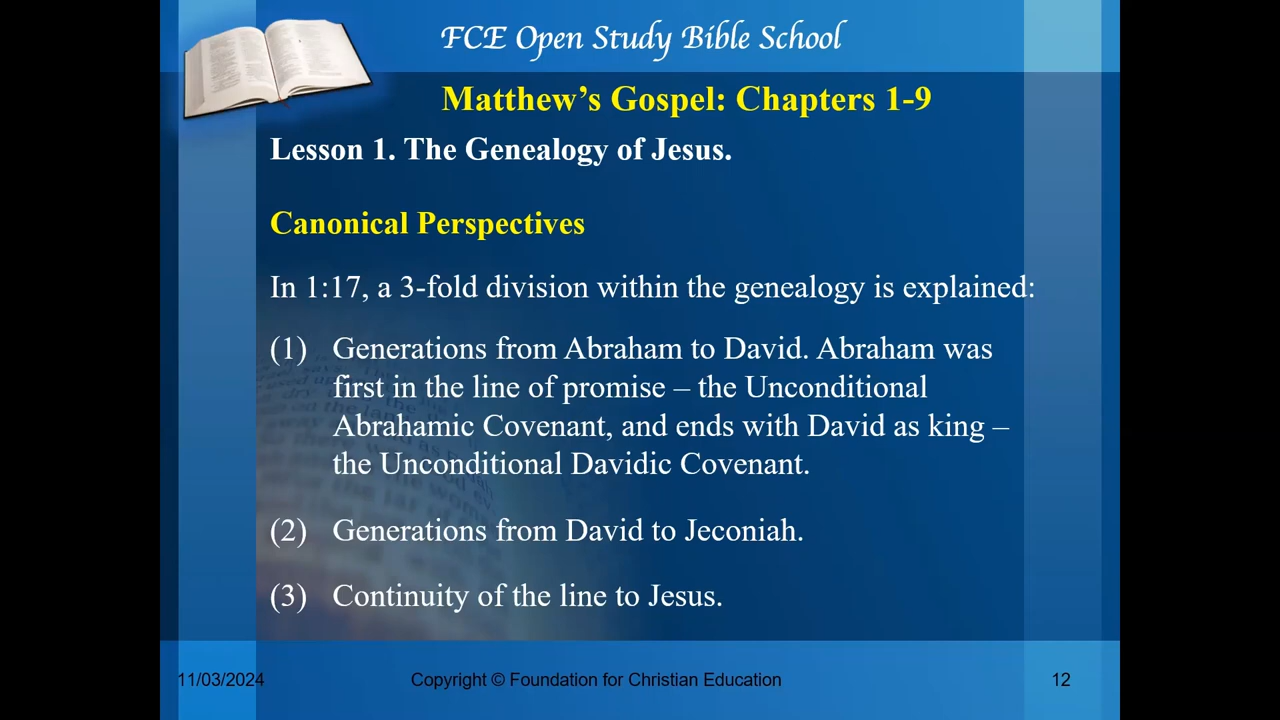 FCE Open Study Bible School
Matthew’s Gospel: Chapters 1-9
Lesson 1. The Genealogy of Jesus.
Canonical Perspectives
In 1:17, a 3-fold division within the genealogy is explained:
(1) Generations from Abraham to David. Abraham was
first in the line of promise – the Unconditional
Abrahamic Covenant, and ends with David as king –
the Unconditional Davidic Covenant.
(2) Generations from David to Jeconiah.
(3) Continuity of the line to Jesus.
11/03/2024 Copyright © Foundation for Christian Education 12